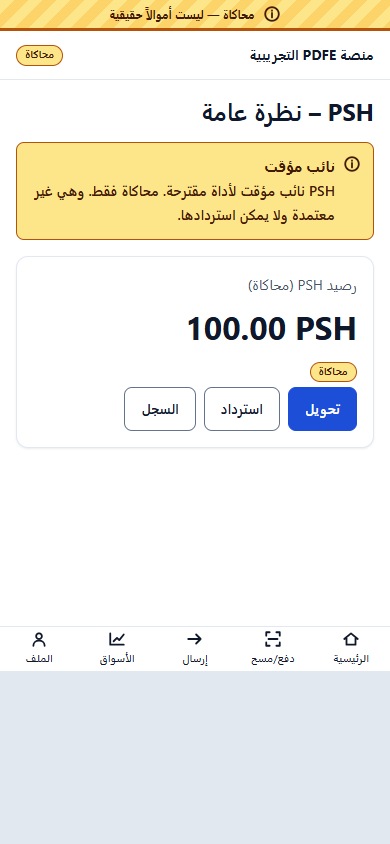 محاكاة — ليست أموالاً حقيقية
منصة PDFE التجريبية
محاكاة
PSH – نظرة عامة
نائب مؤقت
PSH نائب مؤقت لأداة مقترحة. محاكاة فقط. وهي غير
معتمدة ولا يمكن استردادها.
رصيد PSH (محاكاة)
100.00 PSH
محاكاة
تحويل
استرداد
السجل
الرئيسية
دفع/مسح
إرسال
الأسواق
الملف